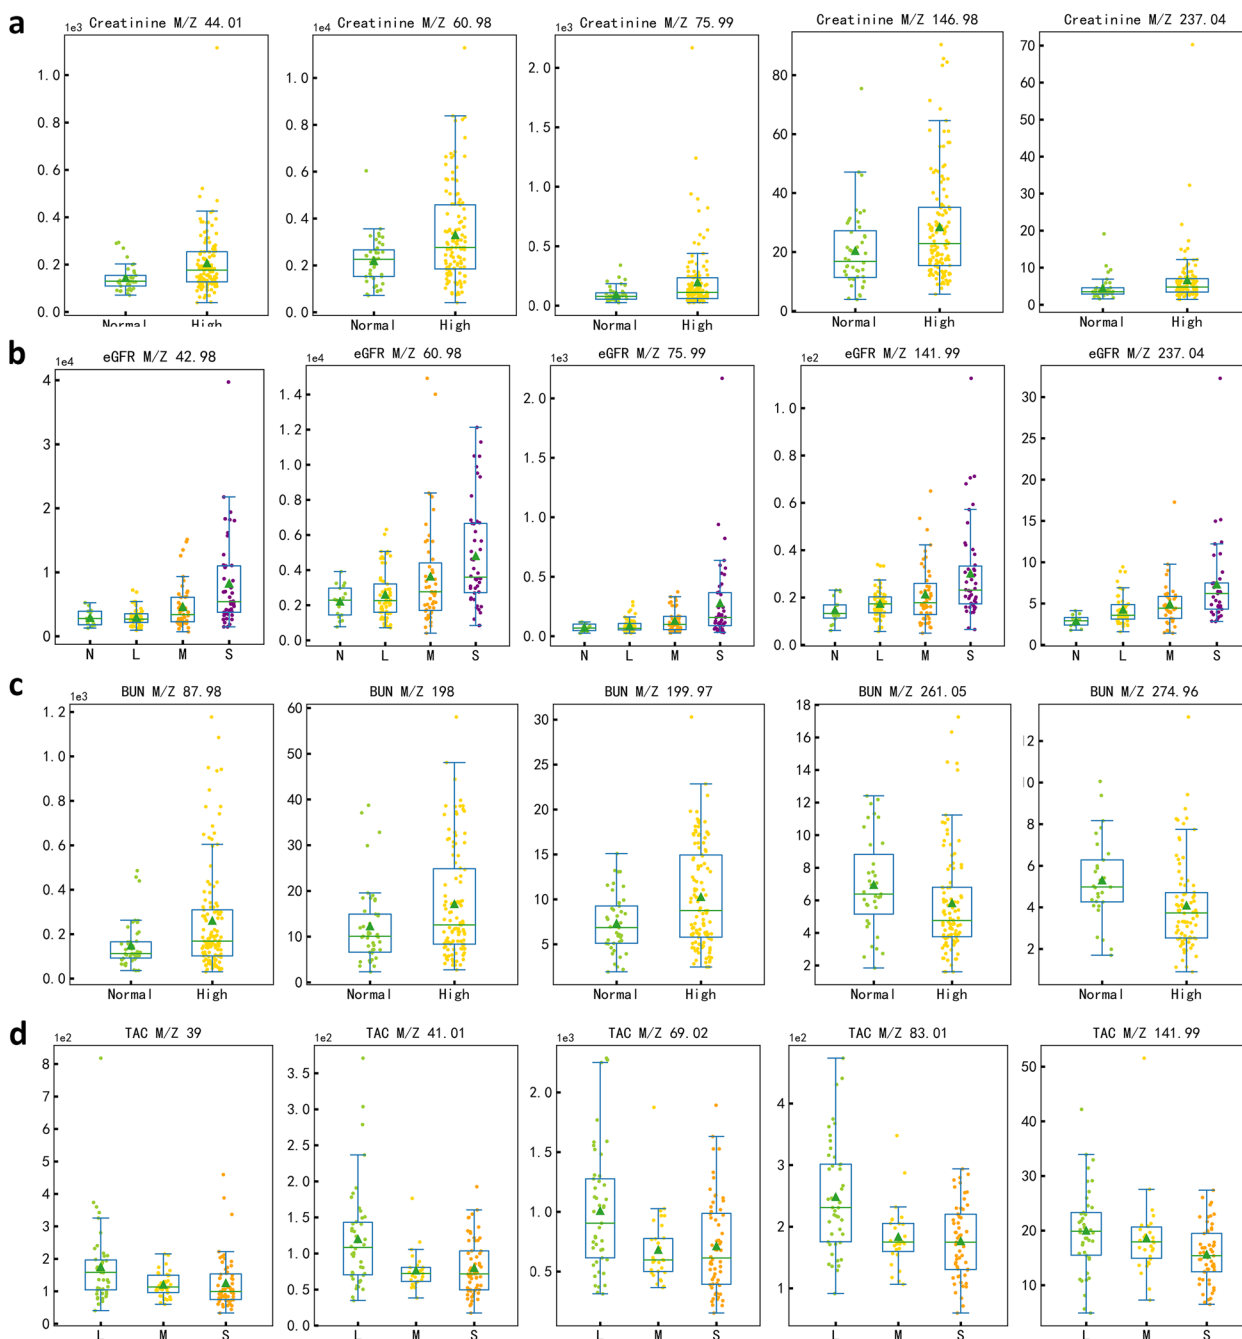 a
Creatinine M/Z 44.01
Creatinine M/Z 60.98
Creatinine M/Z 75.99
Creatinine M/Z 146.98
Creatinine M/Z 237.04
1e3
1e4
1e3
1.0
0.8
0.6
0.4
0.2
0.0
1.0
0.8
0.6
0.4
0.2
0.0
2.0
1.5
1.0
0.5
0.0
80
60
40
20
0
70
60
50
40
30
20
10
0
Normal High
Normal High
Normal High
Normal High
Normal High
b
eGFR M/Z 42.98
eGFR M/Z 60.98
eGFR M/Z 75.99
eGFR M/Z 141.99
eGFR M/Z 237.04
1e4
1e4
1e3
1e2
4
3
2
1
0
1.4
1.2
1.0
0.8
0.6
0.4
0.2
0.0
2.0
1.5
1.0
0.5
0.0
1.0
0.8
0.6
0.4
0.2
0.0
30
25
20
15
10
5
0
N L M S
N L M S
N L M S
N L M S
N L M S
c
BUN M/Z 87.98
BUN M/Z 198
BUN M/Z 199.97
BUN M/Z 261.05
BUN M/Z 274.96
1e3
1.2
1.0
0.8
0.6
0.4
0.2
0.0
60
50
40
30
20
10
0
30
25
20
15
10
5
18
16
14
12
10
8
6
4
2
8
6
4
2
Normal High
Normal High
Normal High
Normal High
Normal High
d
TAC M/Z 39
TAC M/Z 41.01
TAC M/Z 69.02
TAC M/Z 83.01
TAC M/Z 141.99
1e2
1e2
1e3
1e2
8
7
6
5
4
3
2
1
0
3.5
3.0
2.5
2.0
1.5
1.0
0.5
0.0
2.0
1.5
1.0
0.5
4
3
2
1
50
40
30
20
10
L M S
L M S
L M S
L M S
L M S